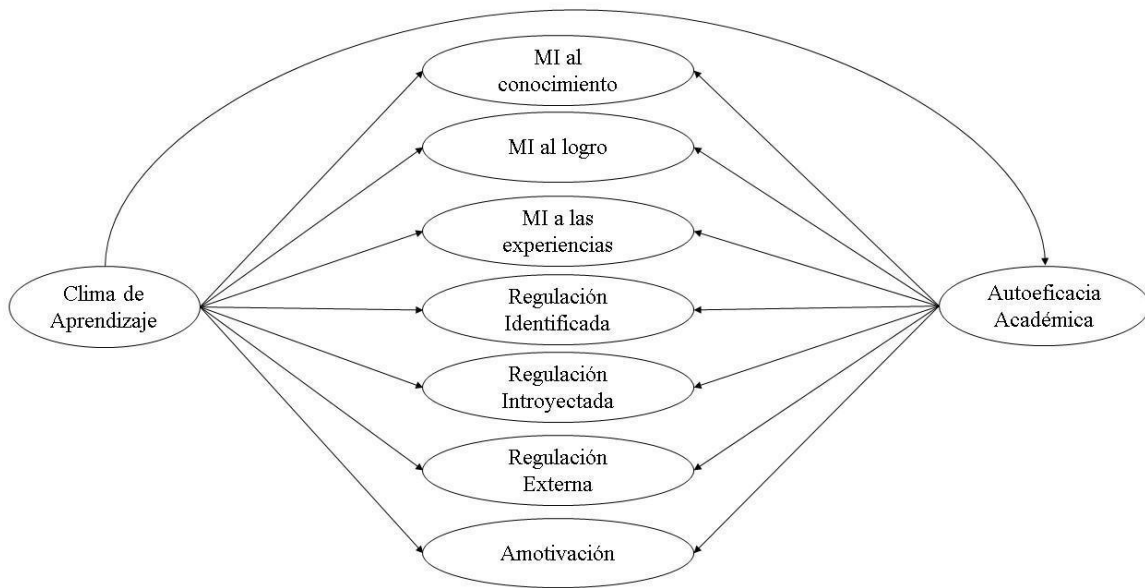 MI al
conocimiento
MI al logro
MI a las
experiencias
Clima de
Aprendizaje
Regulación
Identificada
Autoeficacia
Académica
Regulación
Introyectada
Regulación
Externa
Amotivación